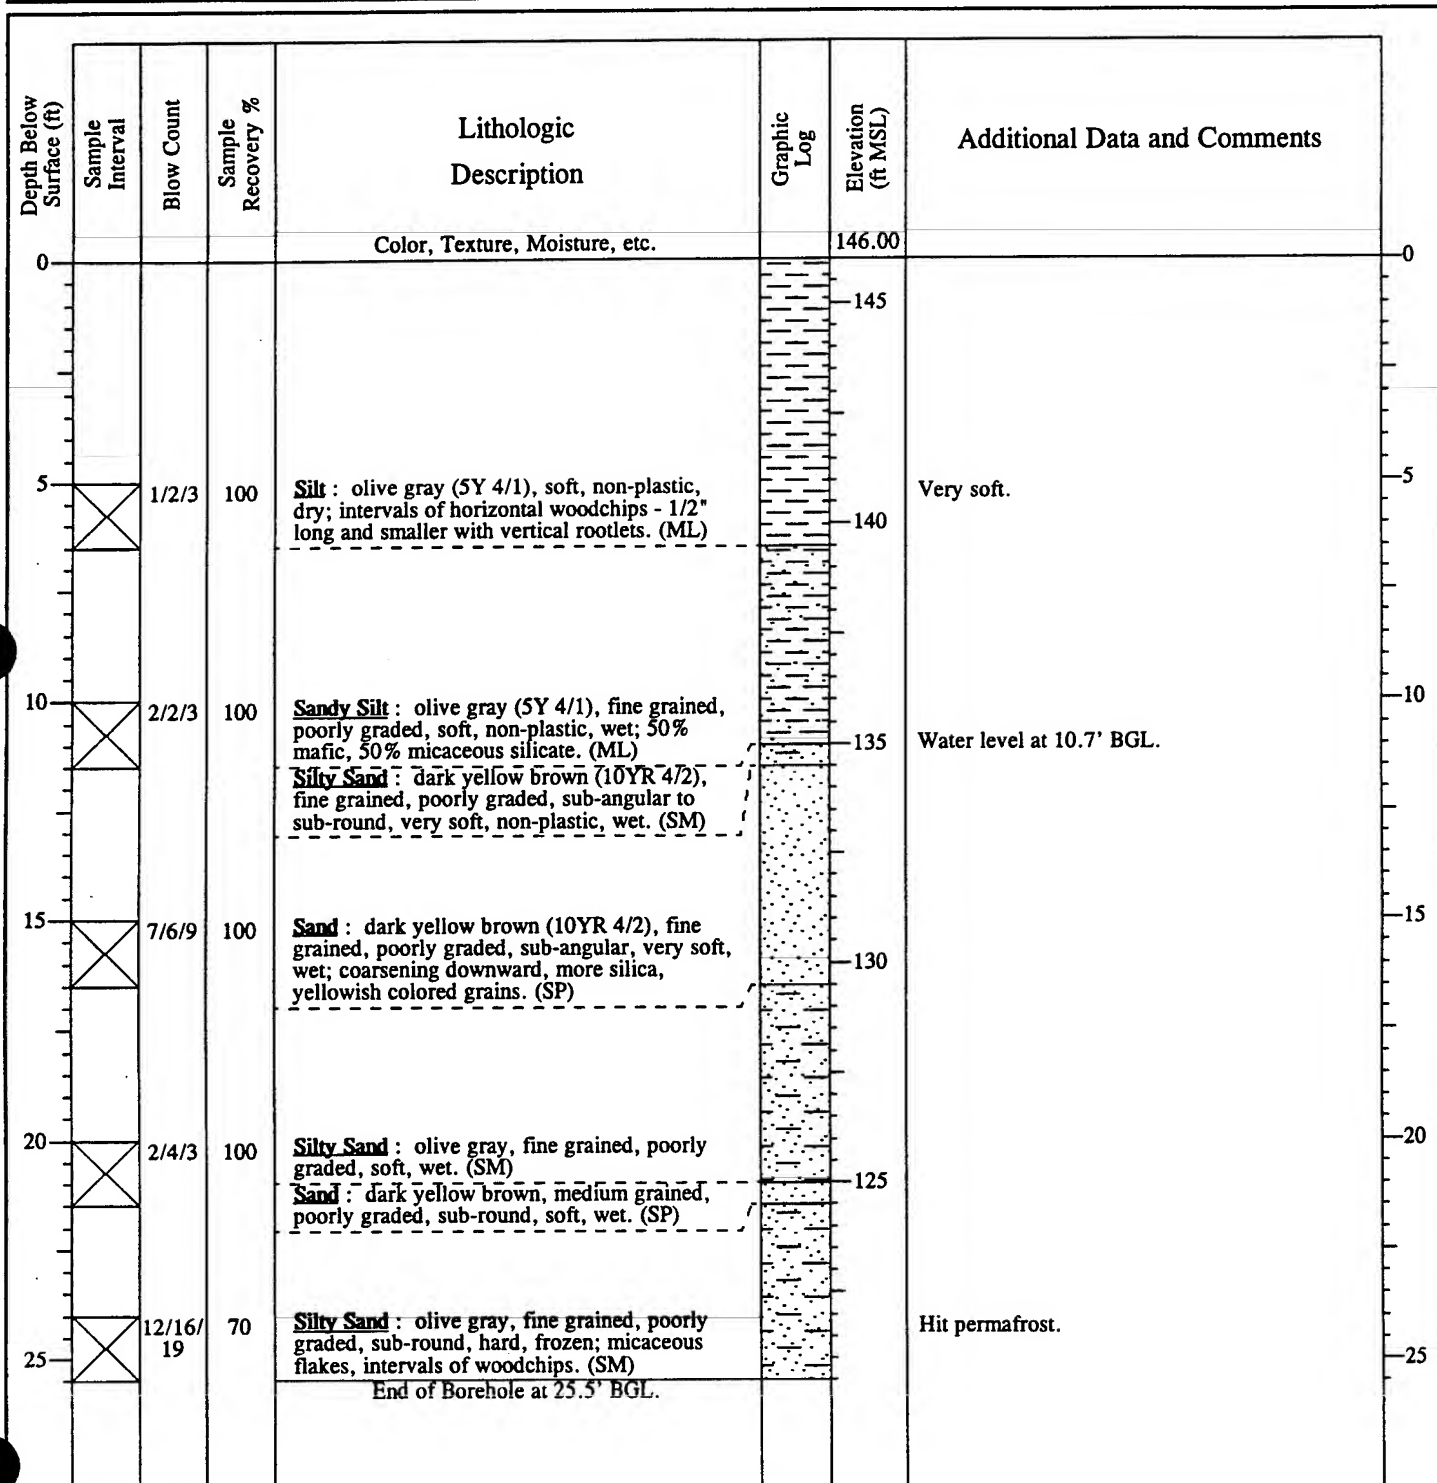 Depth Below
Surface (ft)
Sample
Interval
Blow Count
Sample
Recovery %
Lithologic
Description
Color, Texture, Moisture, etc.
Graphic
Log
Elevation
(ft MSL)
146.00
Additional Data and Comments
0
0
145
5
1/2/3
100
Silt : olive gray (5Y 4/1), soft, non-plastic,
dry; intervals of horizontal woodchips - 1/2"
long and smaller with vertical rootlets. (ML)
140
Very soft.
5
10
2/2/3
100
Sandy Silt : olive gray (5Y 4/1), fine grained,
poorly graded, soft, non-plastic, wet; 50%
mafic, 50% micaceous silicate. (ML)
Silty Sand : dark yellow brown (10YR 4/2),
fine grained, poorly graded, sub-angular to
sub-round, very soft, non-plastic, wet. (SM)
135
Water level at 10.7' BGL.
10
15
7/6/9
100
Sand : dark yellow brown (10YR 4/2), fine
grained, poorly graded, sub-angular, very soft,
wet; coarsening downward, more silica,
yellowish colored grains. (SP)
130
15
20
2/4/3
100
Silty Sand : olive gray, fine grained, poorly
graded, soft, wet. (SM)
Sand : dark yellow brown, medium grained,
poorly graded, sub-round, soft, wet. (SP)
125
20
12/16/
19
70
Silty Sand : olive gray, fine grained, poorly
graded, sub-round, hard, frozen; micaceous
flakes, intervals of woodchips. (SM)
Hit permafrost.
25
25
End of Borehole at 25.5' BGL.